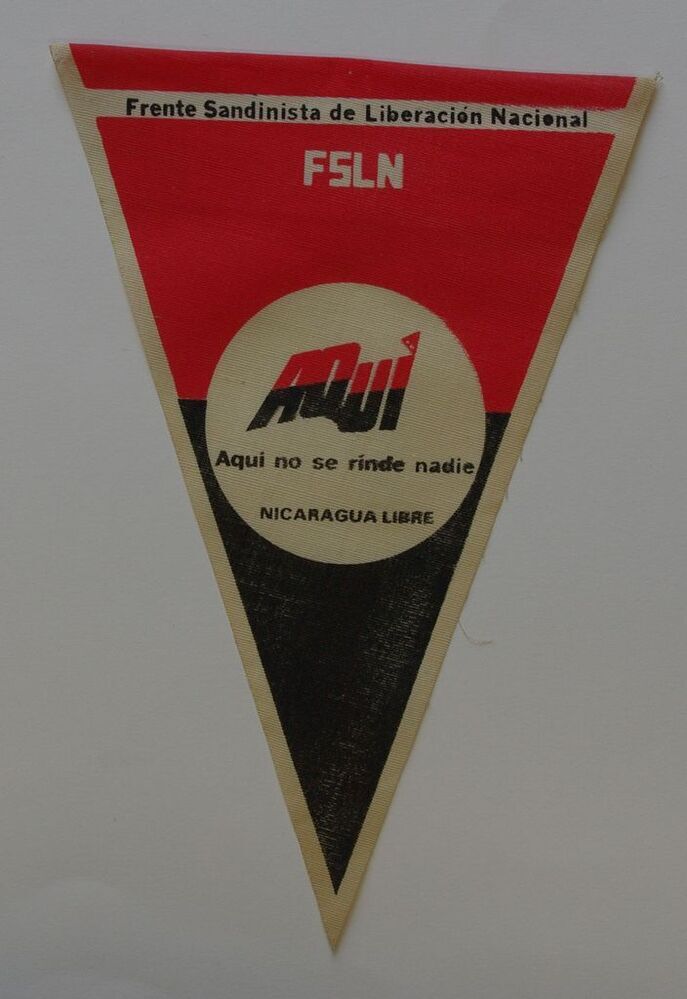 Frente Sandinista de Liberación Nacional
FSLN
AQUI
Aqui no se rinde nadie
NICARAGUA LIBRE